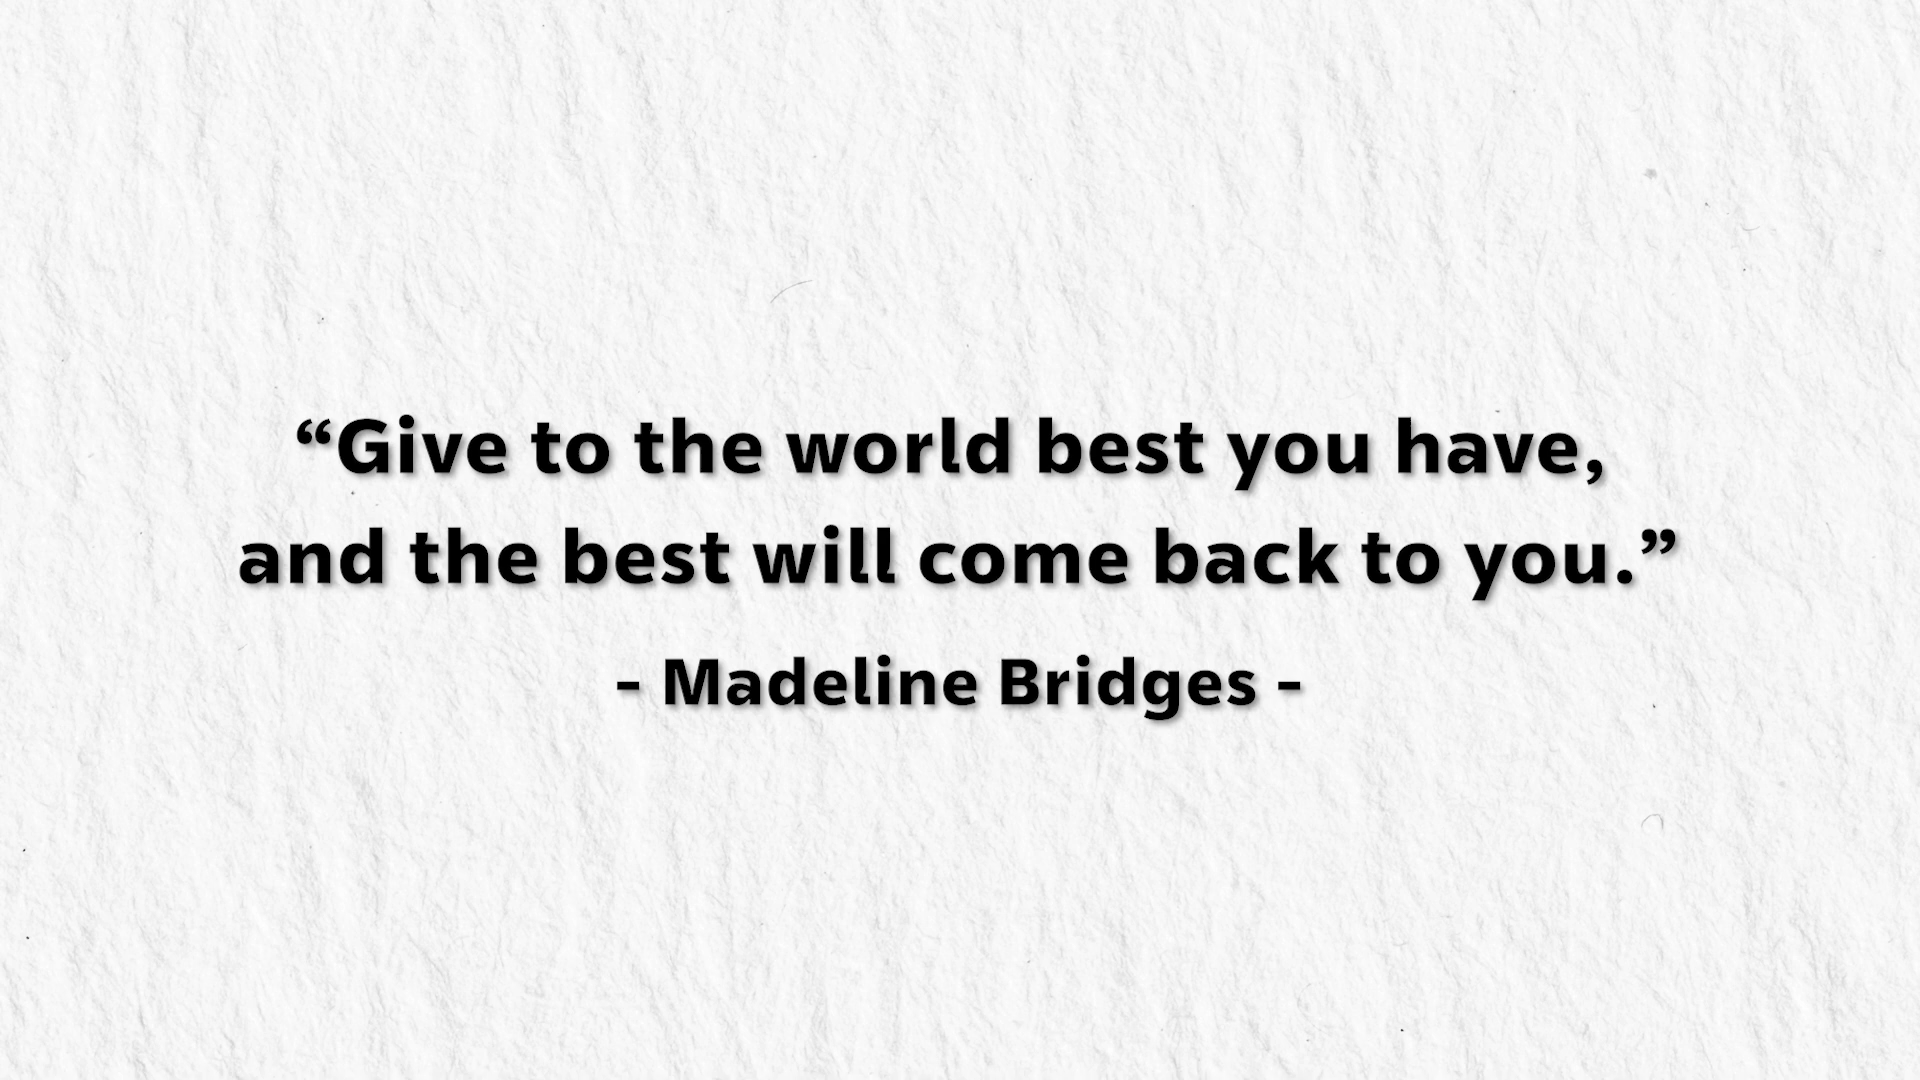 “Give to the world best you have,
and the best will come back to you.”
- Madeline Bridges -